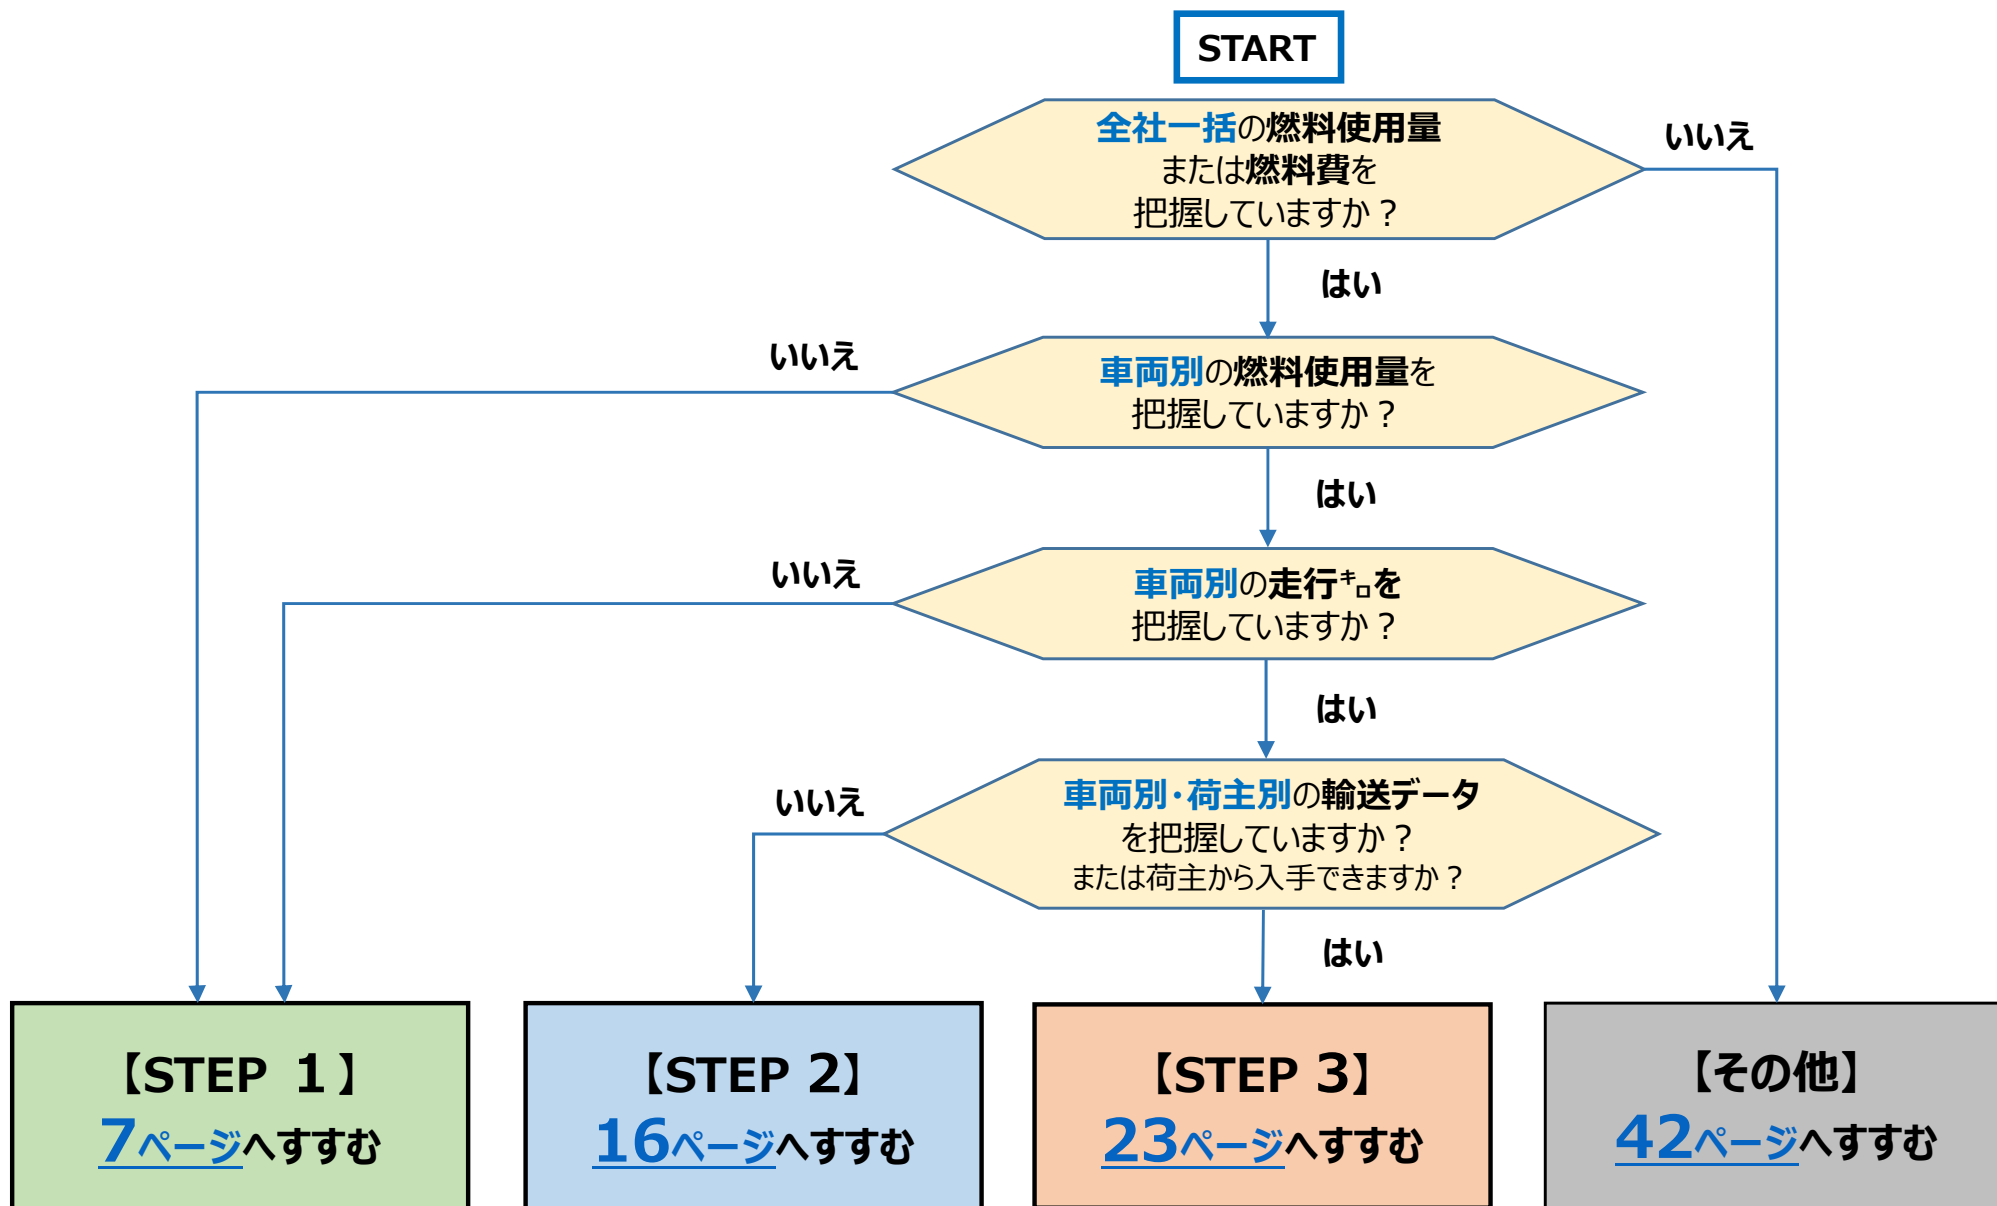 START
全社一括の燃料使用量
または燃料費を
把握していますか？
いいえ
はい
いいえ
車両別の燃料使用量を
把握していますか？
はい
いいえ
車両別の走行㌔を
把握していますか？
はい
いいえ
車両別・荷主別の輸送データ
を把握していますか？
または荷主から入手できますか？
はい
【STEP １】
7ページへすすむ
【STEP 2】
16ページへすすむ
【STEP 3】
23ページへすすむ
【その他】
42ページへすすむ